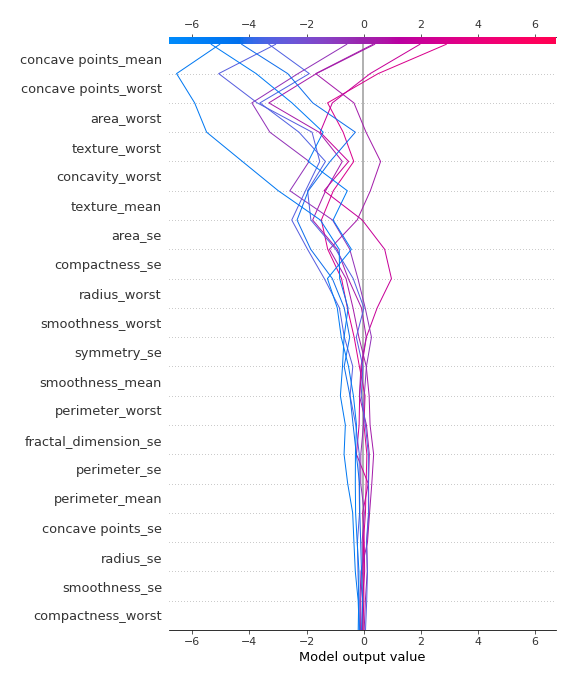 −6 −4 −2 0 2 4 6
concave points_mean
concave points_worst
area_worst
texture_worst
concavity_worst
texture_mean
area_se
compactness_se
radius_worst
smoothness_worst
symmetry_se
smoothness_mean
perimeter_worst
fractal_dimension_se
perimeter_se
perimeter_mean
concave points_se
radius_se
smoothness_se
compactness_worst
−6 −4 −2 0 2 4 6
Model output value